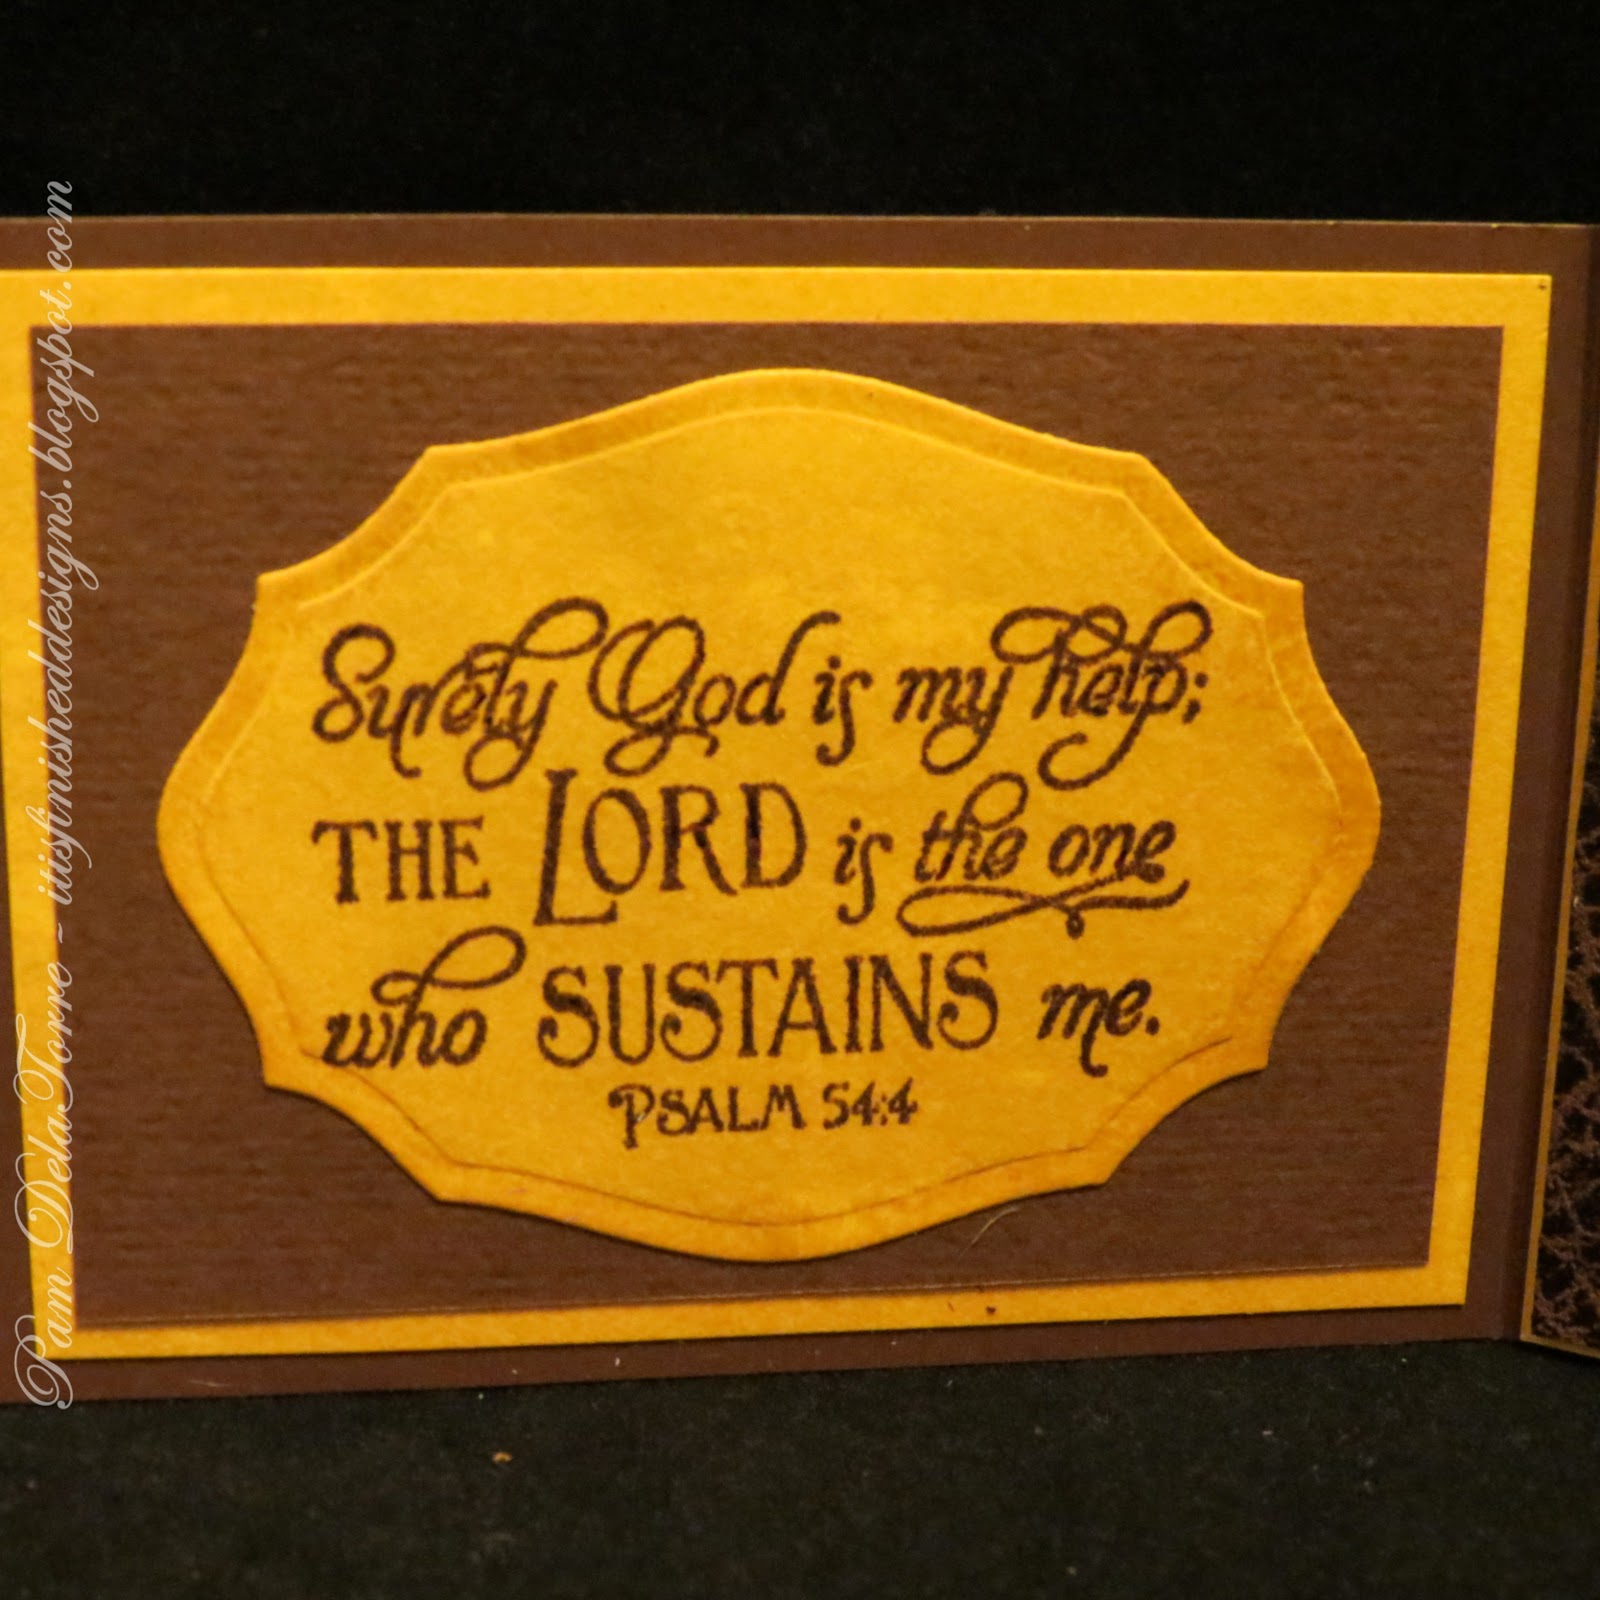 Surely God is my help;
THE LORD is the one
who SUSTAINS me.
PSALM 54:4
Pam DelaTorre ~ itisfinisheddesigns.blogspot.com